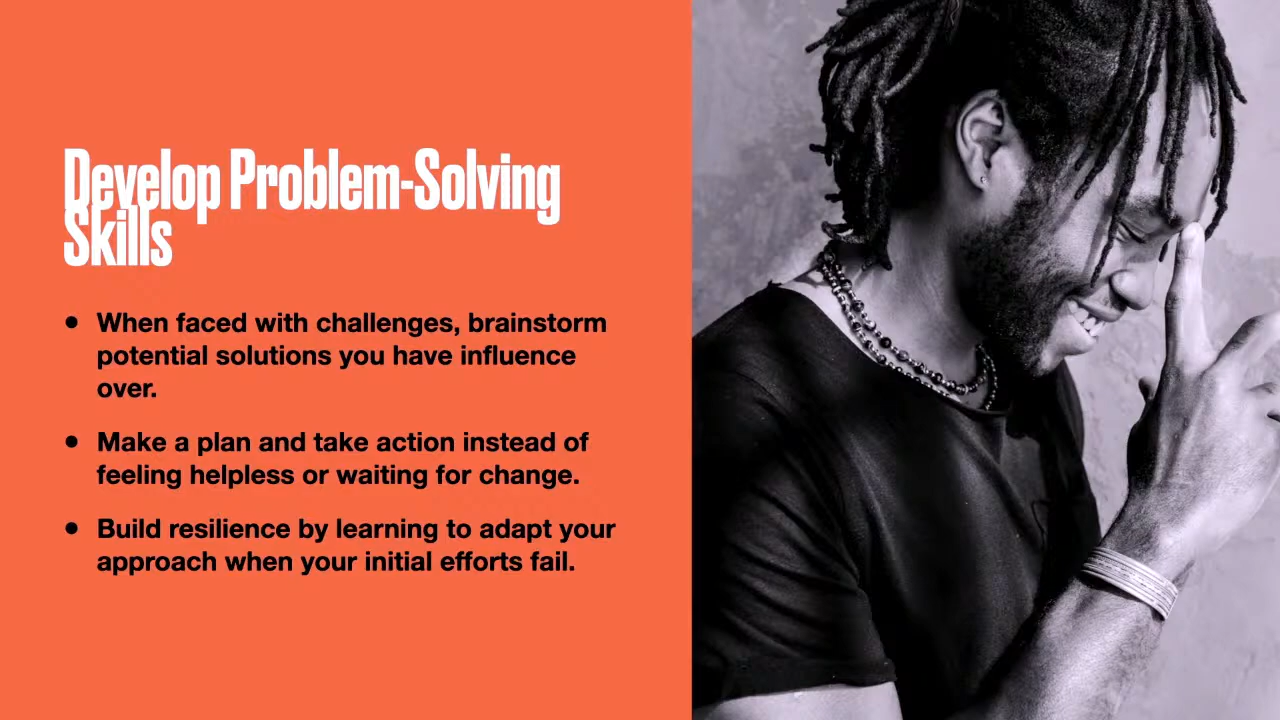 Develop Problem-Solving
Skills
• When faced with challenges, brainstorm
potential solutions you have influence
over.
• Make a plan and take action instead of
feeling helpless or waiting for change.
• Build resilience by learning to adapt your
approach when your initial efforts fail.